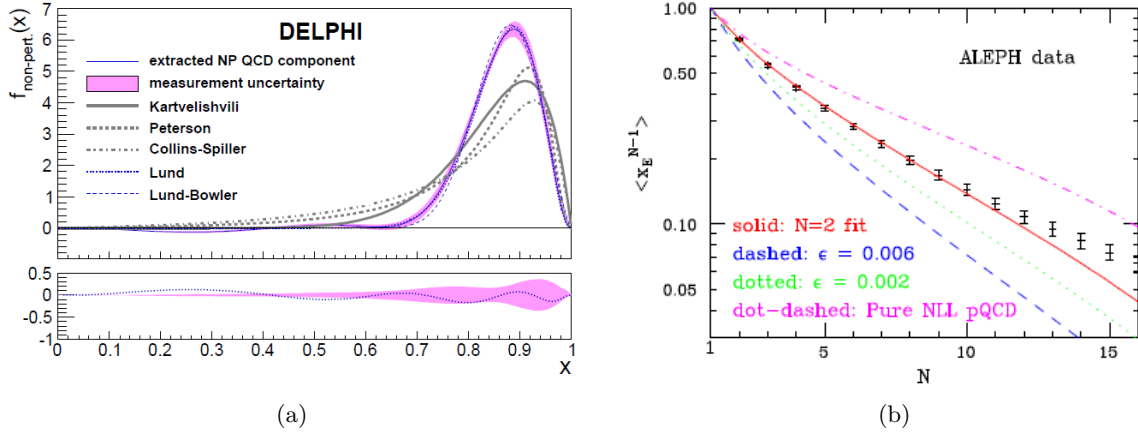 DELPHI
f_non-pert.(x)
extracted NP QCD component
measurement uncertainty
Kartvelishvili
Peterson
Collins-Spiller
Lund
Lund-Bowler
7
6
5
4
3
2
1
0
0.5
0
-0.5
-1
0 0.1 0.2 0.3 0.4 0.5 0.6 0.7 0.8 0.9 1
x
(a)
ALEPH data
<x_E^{N-1}>
1.00
0.50
0.10
0.05
solid: N=2 fit
dashed: ε = 0.006
dotted: ε = 0.002
dot-dashed: Pure NLL pQCD
1 5 10 15
N
(b)